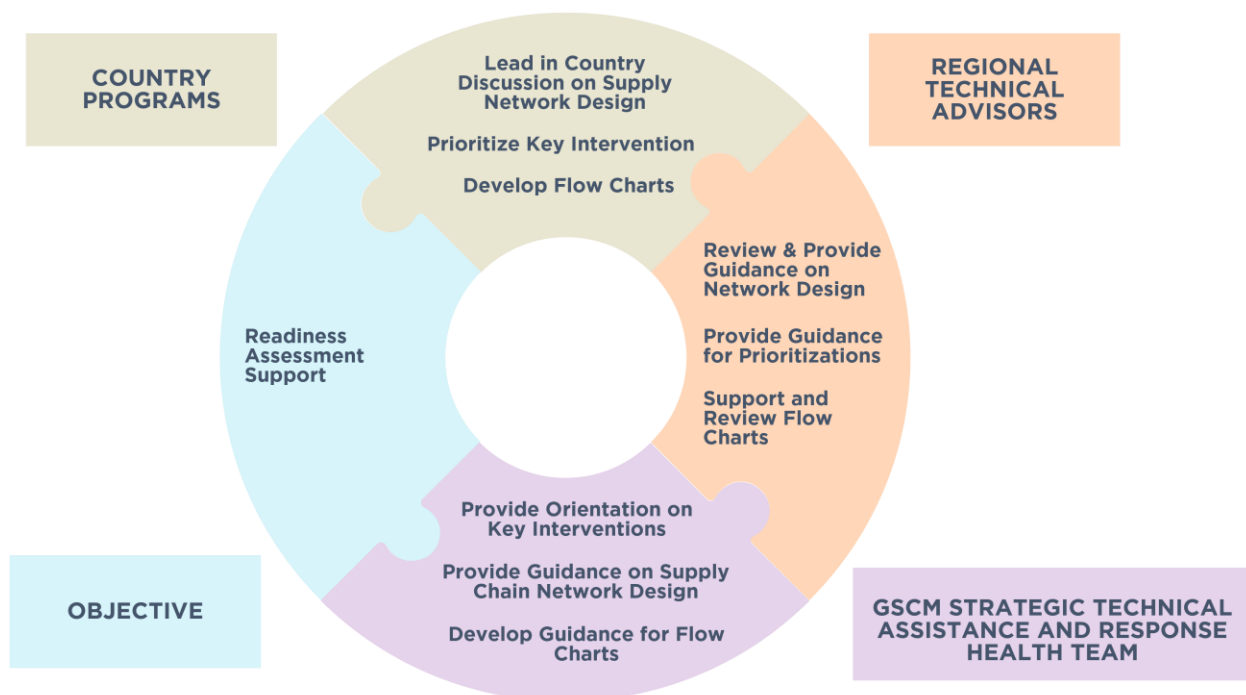 COUNTRY
PROGRAMS
Lead in Country
Discussion on Supply
Network Design
Prioritize Key Intervention
Develop Flow Charts
REGIONAL
TECHNICAL
ADVISORS
Review & Provide
Guidance on
Network Design
Provide Guidance
for Prioritizations
Support and
Review Flow
Charts
Readiness
Assessment
Support
Provide Orientation on
Key Interventions
Provide Guidance on Supply
Chain Network Design
Develop Guidance for Flow
Charts
OBJECTIVE
GSCM STRATEGIC TECHNICAL
ASSISTANCE AND RESPONSE
HEALTH TEAM